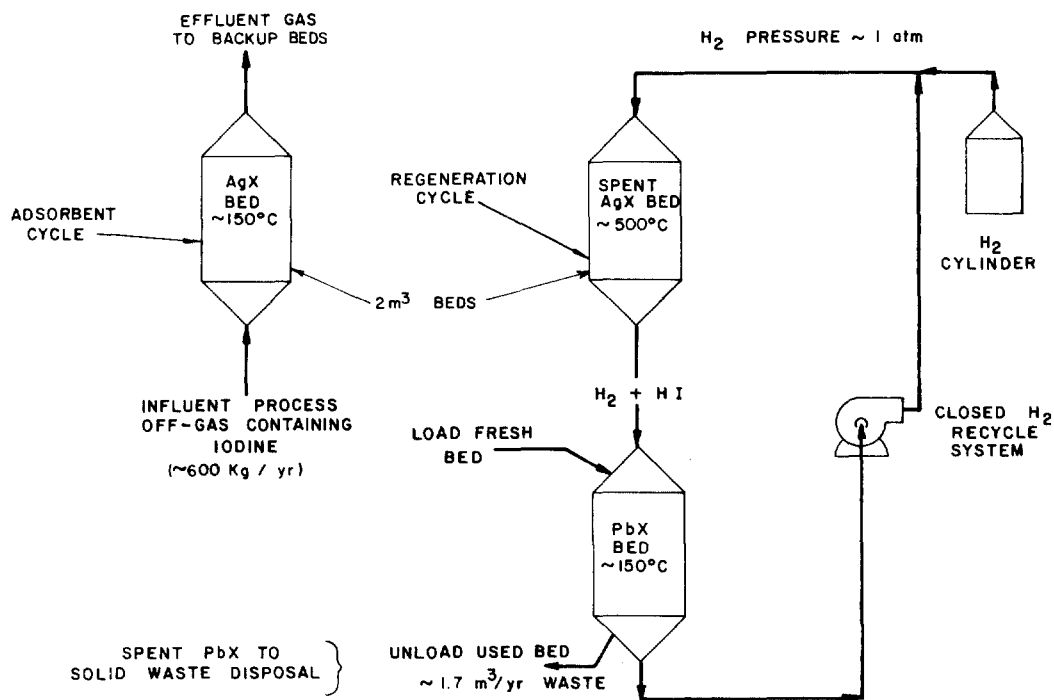 EFFLUENT GAS
TO BACKUP BEDS
H2 PRESSURE ~ 1 atm
AgX
BED
~150°C
ADSORBENT
CYCLE
REGENERATION
CYCLE
SPENT
AgX BED
~500°C
H2
CYLINDER
2m³ BEDS
INFLUENT PROCESS
OFF-GAS CONTAINING
IODINE
(~600 Kg / yr)
H2 + HI
LOAD FRESH
BED
CLOSED H2
RECYCLE
SYSTEM
PbX
BED
~150°C
SPENT PbX TO
SOLID WASTE DISPOSAL}
UNLOAD USED BED
~ 1.7 m³/yr WASTE